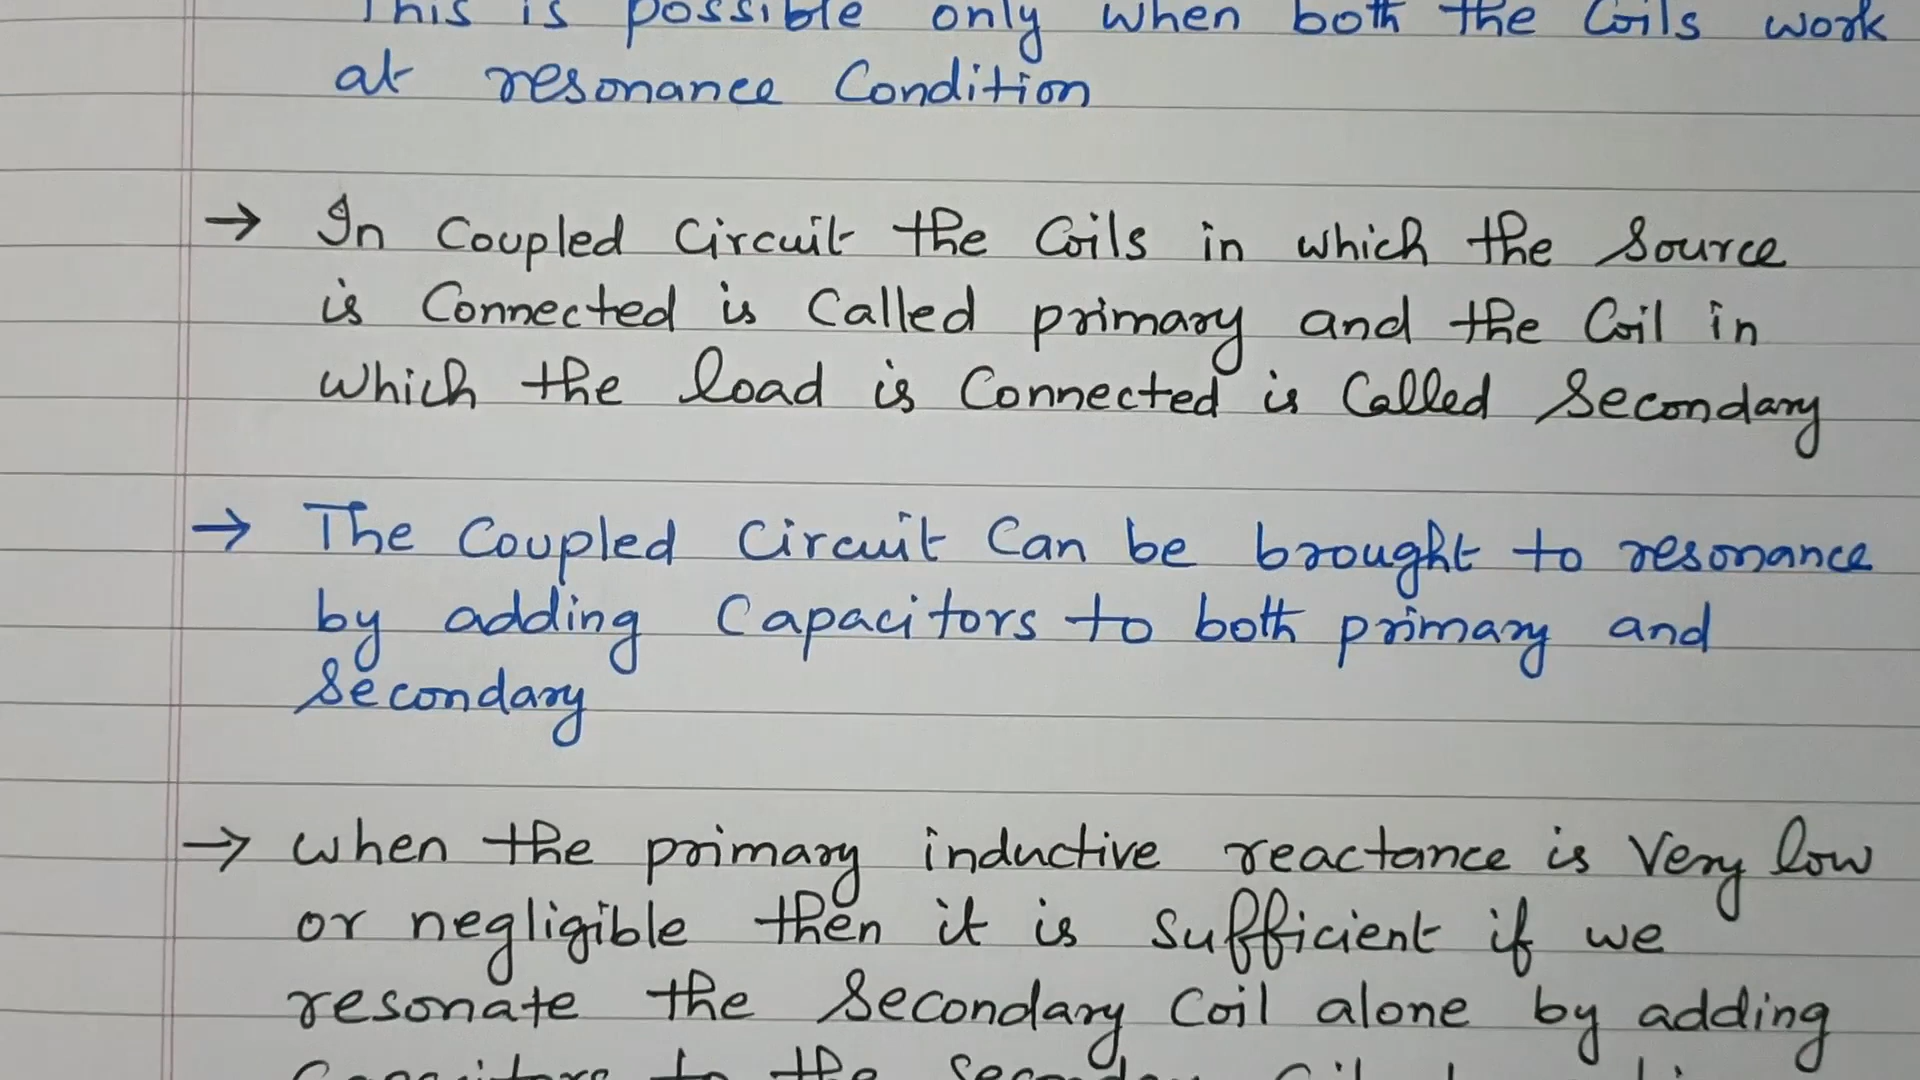 This is possible only when both the Coils work
at resonance Condition
→ In Coupled Circuit the Coils in which the Source
is Connected is Called primary and the Coil in
which the load is Connected is Called Secondary
→ The Coupled Circuit Can be brought to resonance
by adding Capacitors to both primary and
Secondary
→ when the primary inductive reactance is Very low
or negligible then it is sufficient if we
resonate the Secondary Coil alone by adding
Capacitors to the